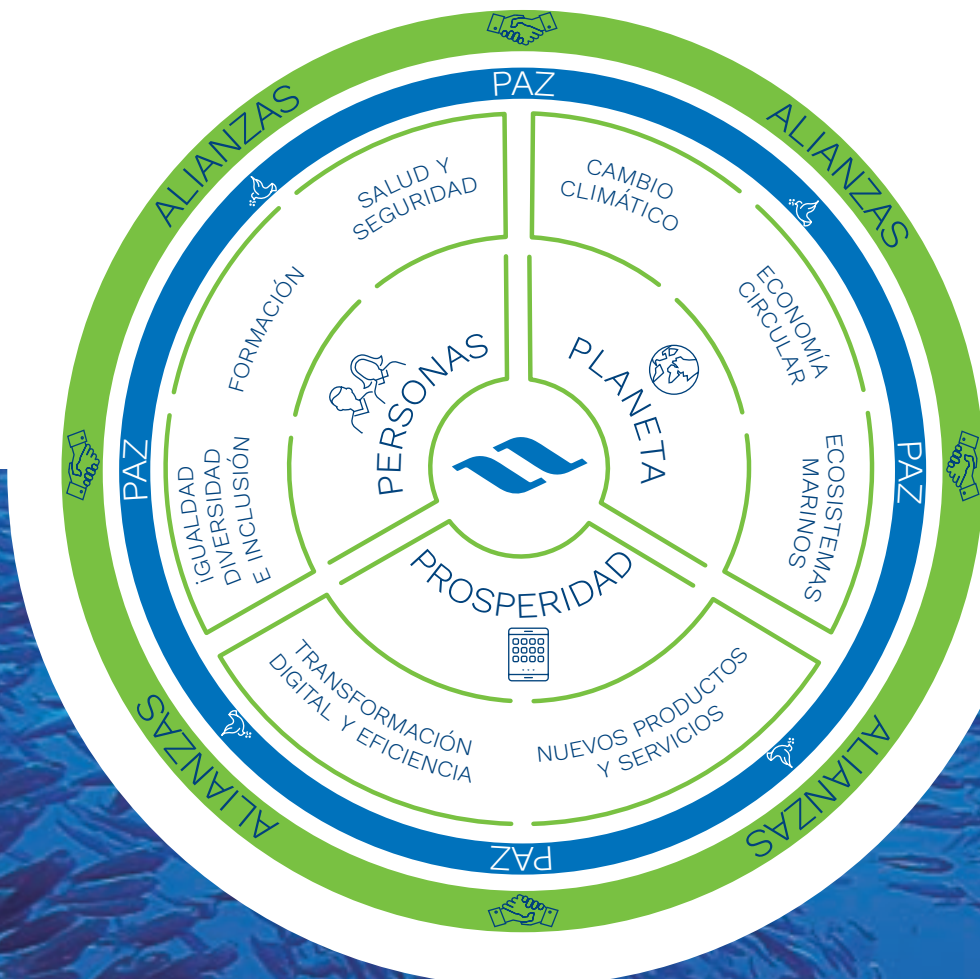 PAZ
ALIANZAS
ALIANZAS
SALUD Y
SEGURIDAD
CAMBIO
CLIMÁTICO
FORMACIÓN
ECONOMÍA
CIRCULAR
PERSONAS
PLANETA
PAZ
PAZ
iGUALDAD
DIVERSIDAD
E INCLUSIÓN
ECOSISTEMAS
MARINOS
PROSPERIDAD
TRANSFORMACIÓN
DIGITAL Y EFICIENCIA
NUEVOS PRODUCTOS
Y SERVICIOS
ALIANZAS
ALIANZAS
PAZ